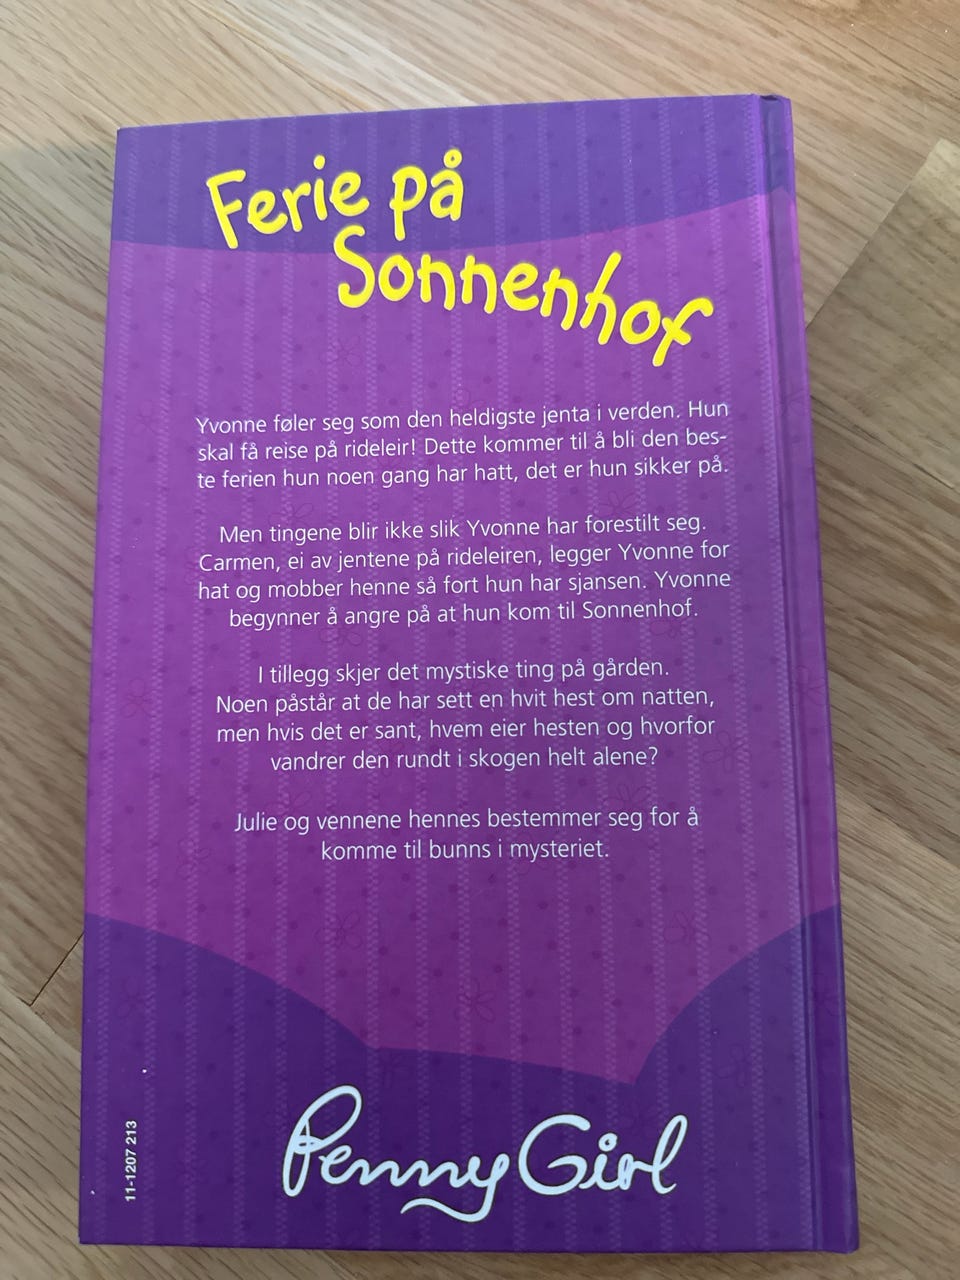 Ferie på
Sonnenhof
Yvonne føler seg som den heldigste jenta i verden. Hun
skal få reise på rideleir! Dette kommer til å bli den bes-
te ferien hun noen gang har hatt, det er hun sikker på.
Men tingene blir ikke slik Yvonne har forestilt seg.
Carmen, ei av jentene på rideleiren, legger Yvonne for
hat og mobber henne så fort hun har sjansen. Yvonne
begynner å angre på at hun kom til Sonnenhof.
I tillegg skjer det mystiske ting på gården.
Noen påstår at de har sett en hvit hest om natten,
men hvis det er sant, hvem eier hesten og hvorfor
vandrer den rundt i skogen helt alene?
Julie og vennene hennes bestemmer seg for å
komme til bunns i mysteriet.
11-1207 213
Penny Girl